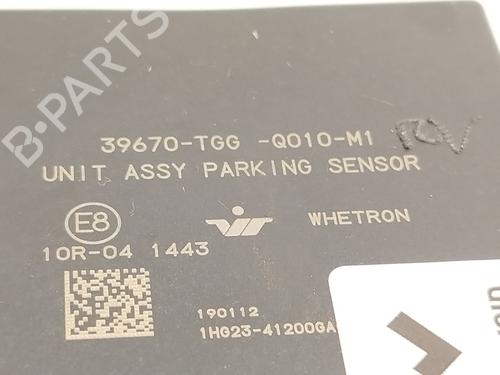 B-PARTS
39670-TGG -Q010-M1
UNIT ASSY PARKING SENSOR
E8 WHETRON
10R-04 1443
190112
1HG23-41200GA